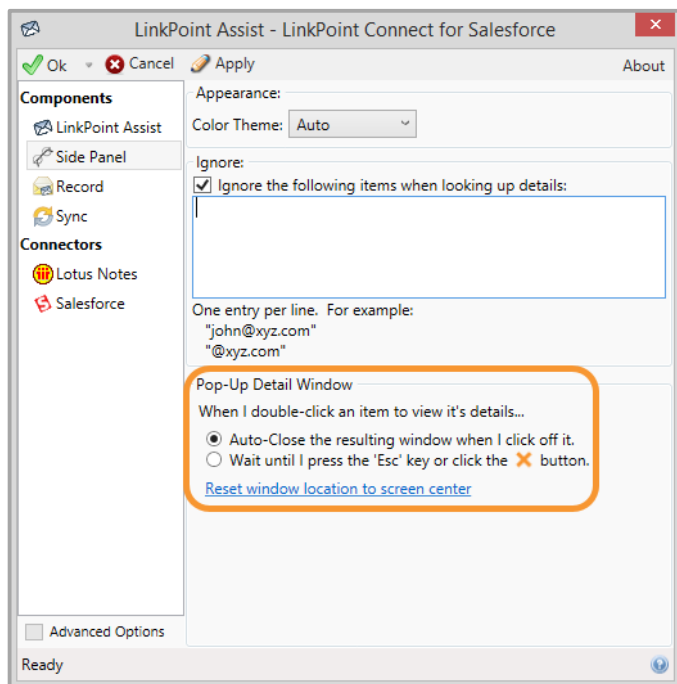 LinkPoint Assist - LinkPoint Connect for Salesforce
Ok Cancel Apply About
Components
LinkPoint Assist
Side Panel
Record
Sync
Connectors
Lotus Notes
Salesforce
Advanced Options
Appearance:
Color Theme: Auto
Ignore:
Ignore the following items when looking up details:
One entry per line. For example:
"john@xyz.com"
"@xyz.com"
Pop-Up Detail Window
When I double-click an item to view it's details...
Auto-Close the resulting window when I click off it.
Wait until I press the 'Esc' key or click the button.
Reset window location to screen center
Ready